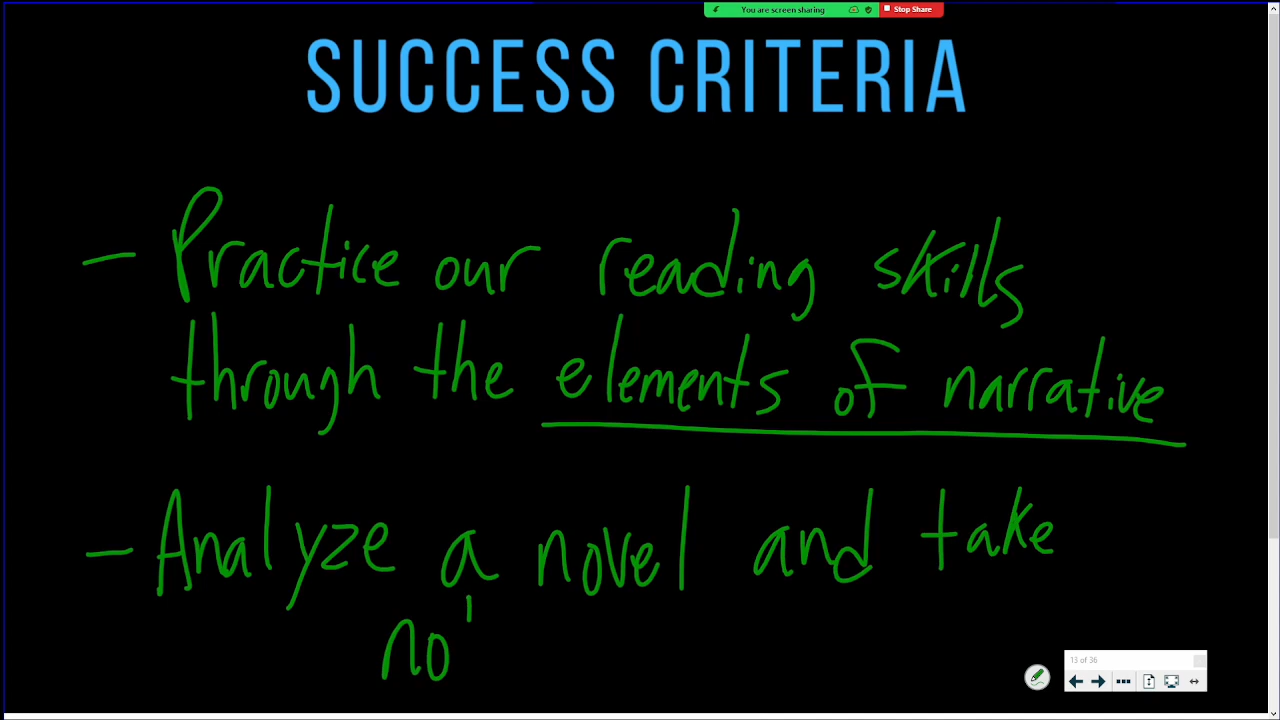 You are screen sharing Stop Share
SUCCESS CRITERIA
- Practice our reading skills
through the elements of narrative
- Analyze a novel and take
no
13 of 36